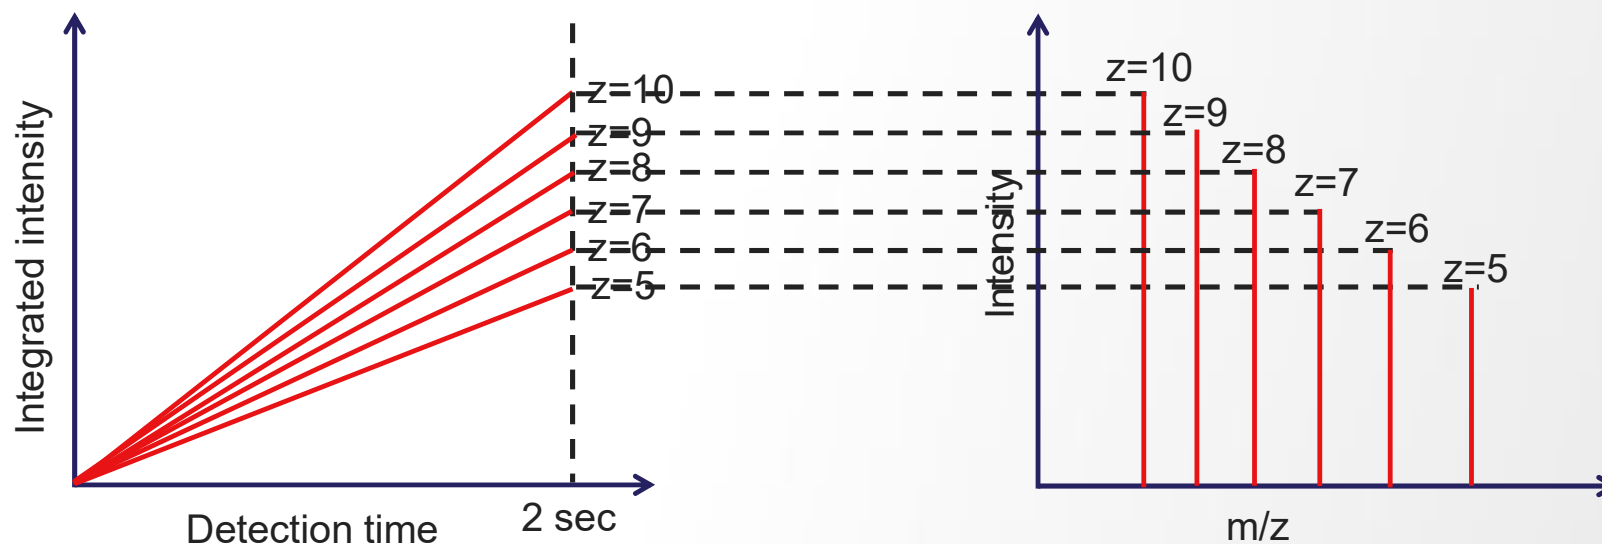 Integrated intensity
z=10
z=9
z=8
z=7
z=6
z=5
2 sec
Detection time
Intensity
z=10
z=9
z=8
z=7
z=6
z=5
m/z